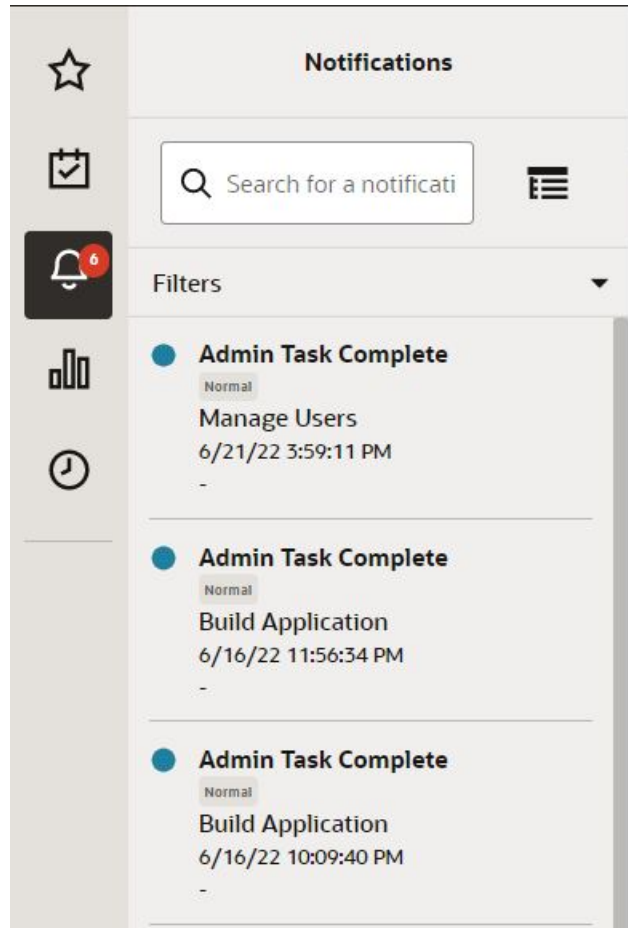 Notifications
Search for a notificati
6
Filters
Admin Task Complete
Normal
Manage Users
6/21/22 3:59:11 PM
-
Admin Task Complete
Normal
Build Application
6/16/22 11:56:34 PM
-
Admin Task Complete
Normal
Build Application
6/16/22 10:09:40 PM
-